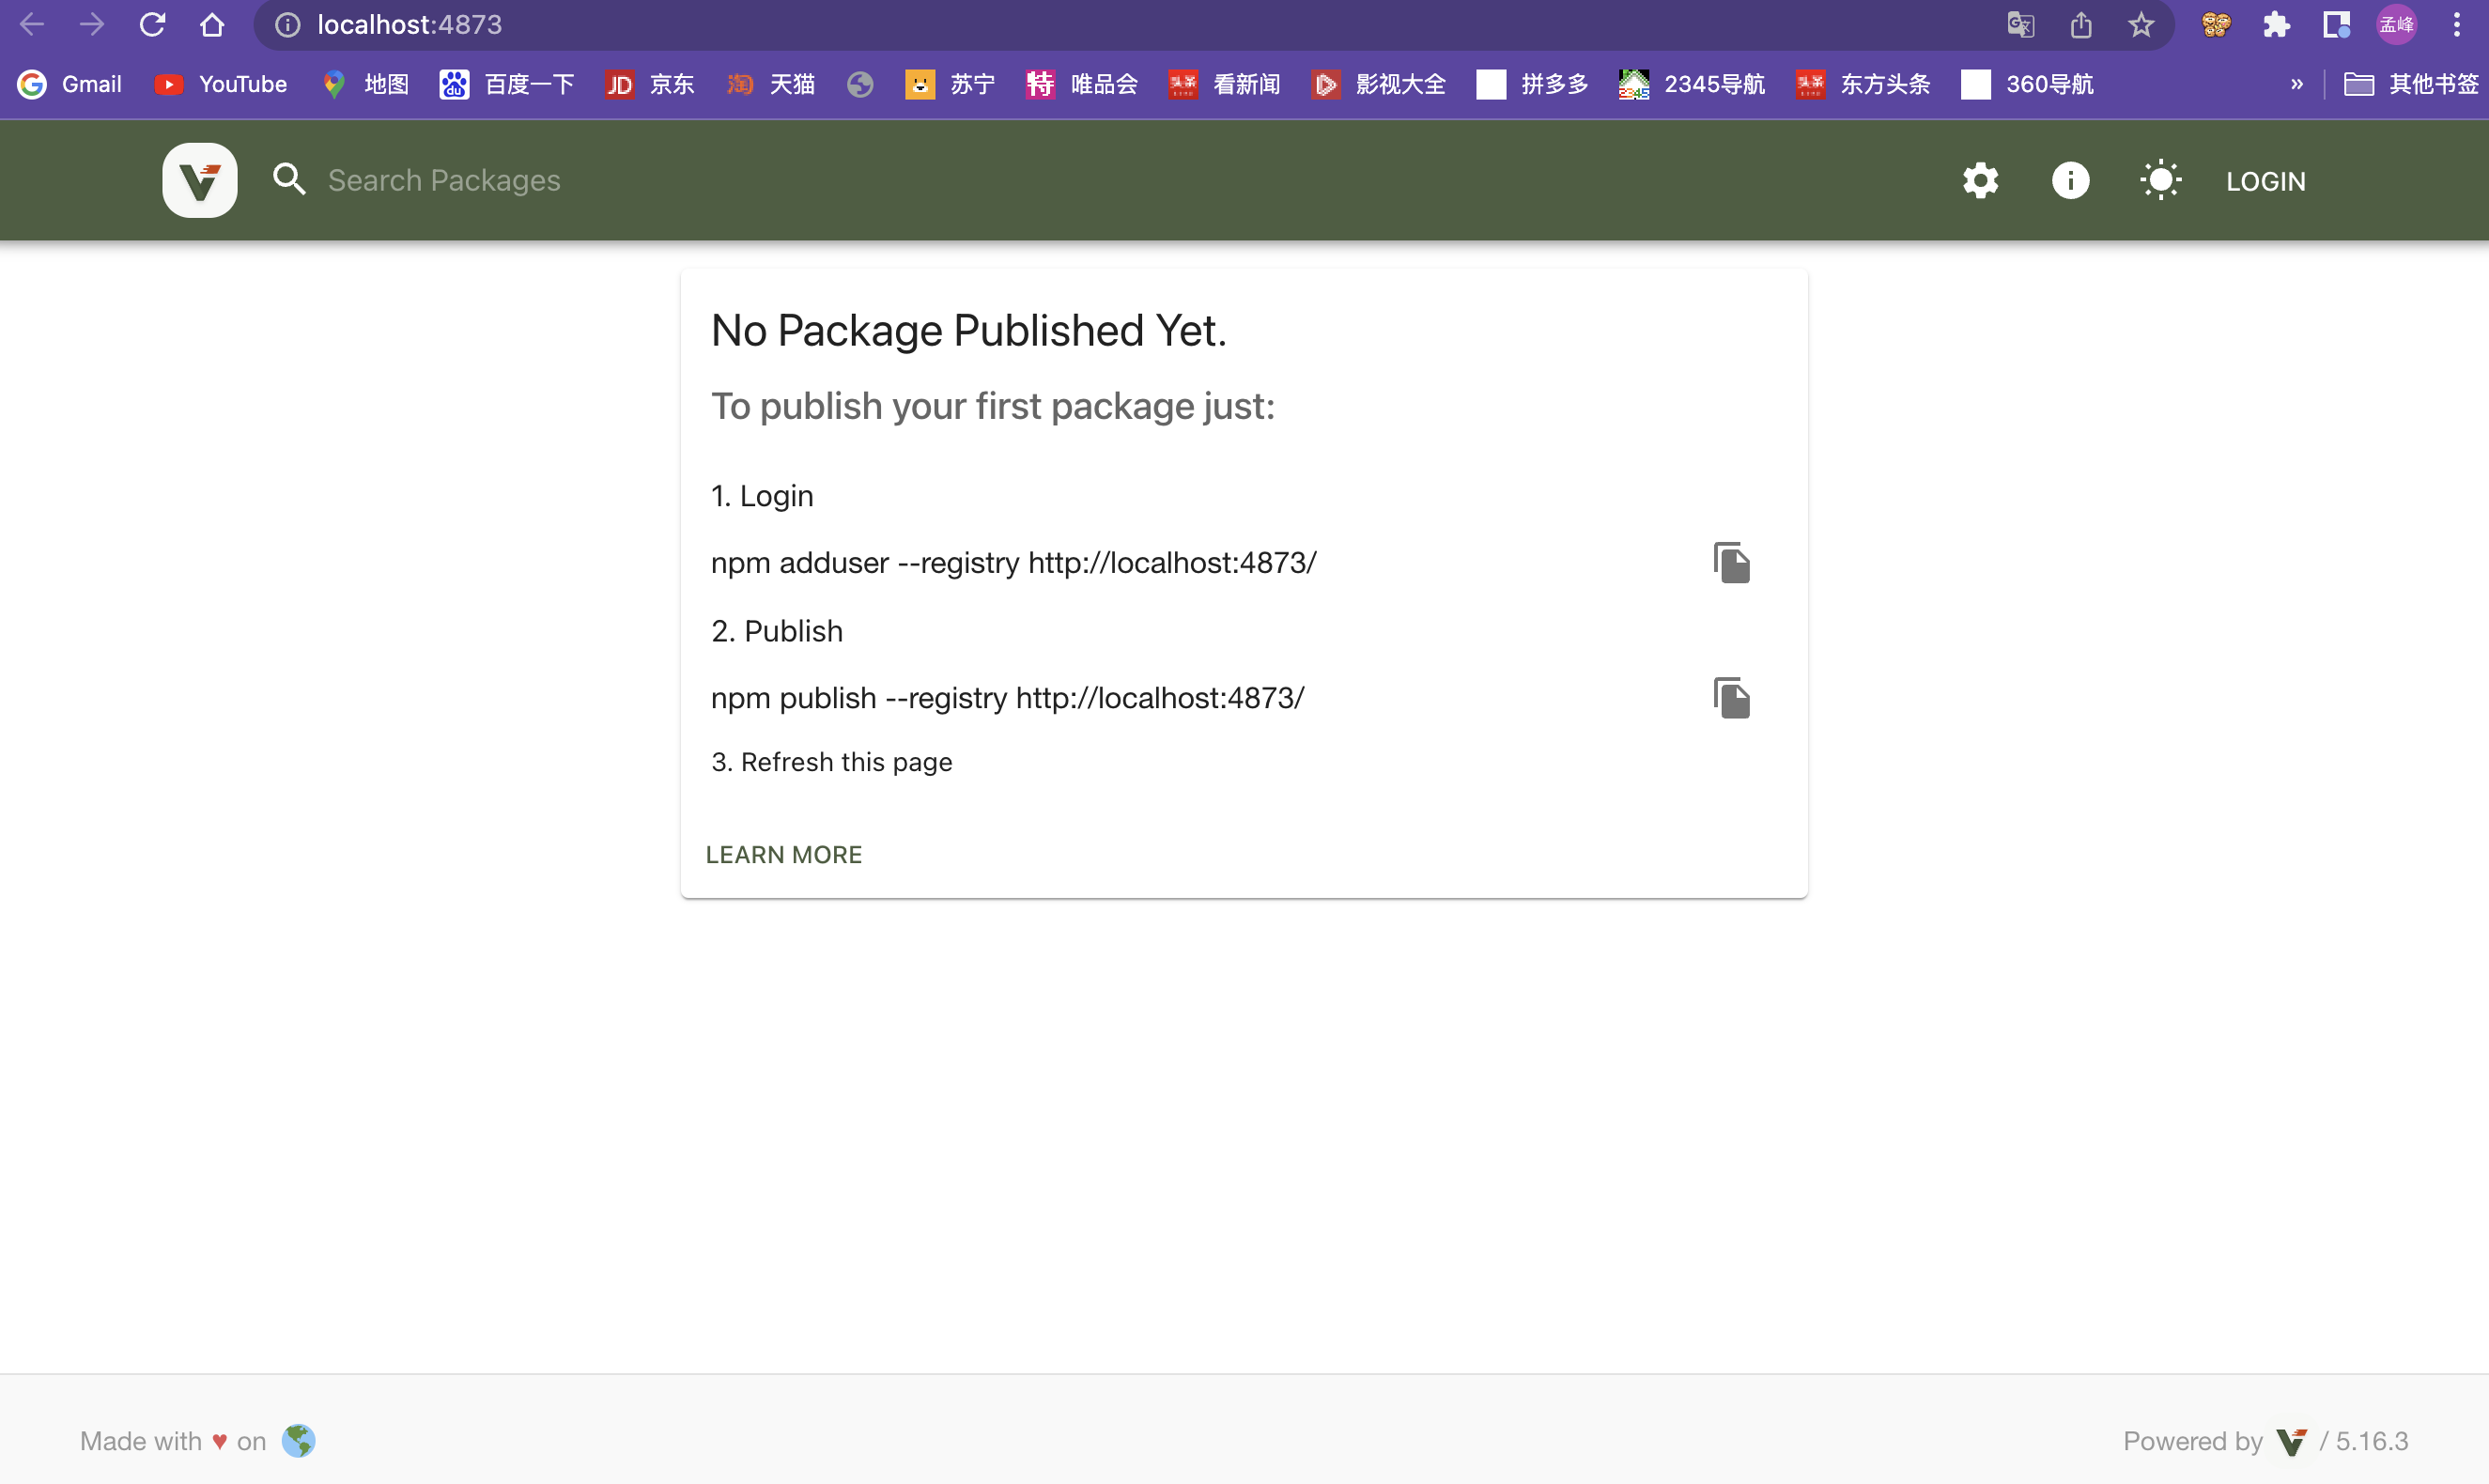 localhost:4873
孟峰
Gmail YouTube 地图 百度一下 京东 天猫 苏宁 唯品会 看新闻 影视大全 拼多多 2345导航 东方头条 360导航 » 其他书签
Search Packages LOGIN
No Package Published Yet.
To publish your first package just:
1. Login
npm adduser --registry http://localhost:4873/
2. Publish
npm publish --registry http://localhost:4873/
3. Refresh this page
LEARN MORE
Made with ♥ on
Powered by / 5.16.3